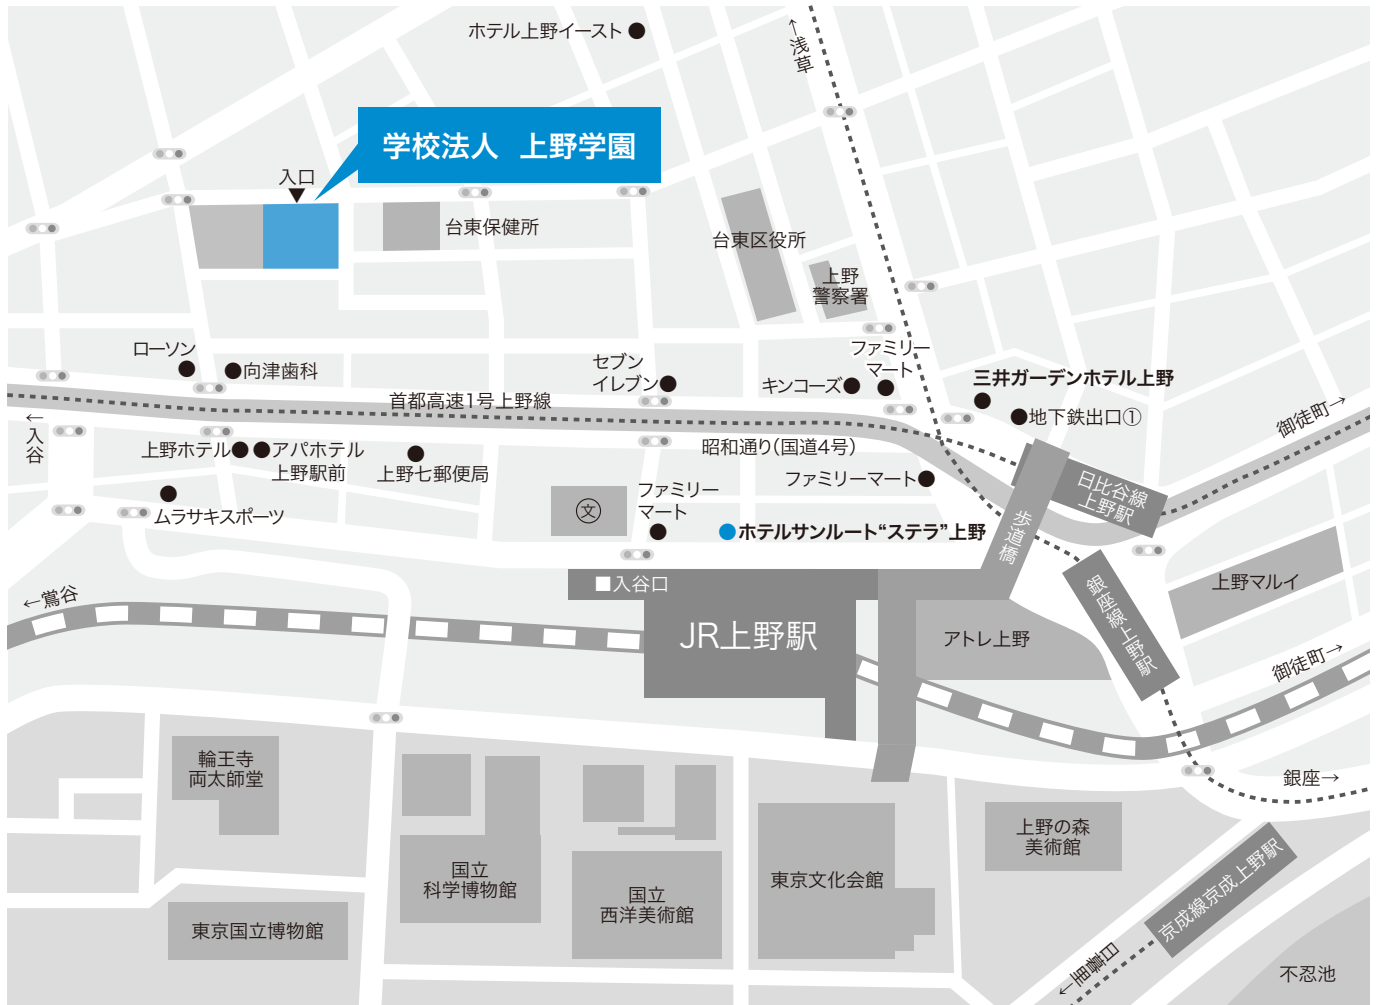 ホテル上野イースト
←浅草
学校法人 上野学園
入口
台東保健所
台東区役所
上野
警察署
ローソン
向津歯科
セブン
イレブン
キンコーズ
ファミリー
マート
三井ガーデンホテル上野
地下鉄出口①
御徒町→
首都高速1号上野線
←入谷
上野ホテル
アパホテル
上野駅前
上野七郵便局
昭和通り(国道4号)
ファミリーマート
日比谷線
上野駅
ムラサキスポーツ
文
ファミリー
マート
ホテルサンルート“ステラ”上野
歩道橋
入谷口
上野マルイ
←鶯谷
JR上野駅
アトレ上野
銀座線上野駅
御徒町→
輪王寺
両太師堂
銀座→
上野の森
美術館
国立
科学博物館
国立
西洋美術館
東京文化会館
京成線京成上野駅
東京国立博物館
←日暮里
不忍池